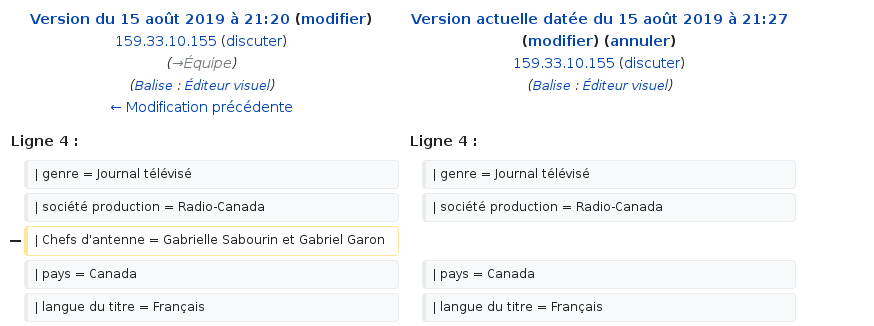 Version du 15 août 2019 à 21:20 (modifier)
159.33.10.155 (discuter)
(→Équipe)
(Balise : Éditeur visuel)
← Modification précédente
Version actuelle datée du 15 août 2019 à 21:27
(modifier) (annuler)
159.33.10.155 (discuter)
(Balise : Éditeur visuel)
Ligne 4 :
Ligne 4 :
| genre = Journal télévisé
| genre = Journal télévisé
| société production = Radio-Canada
| société production = Radio-Canada
− | Chefs d'antenne = Gabrielle Sabourin et Gabriel Garon
| pays = Canada
| pays = Canada
| langue du titre = Français
| langue du titre = Français